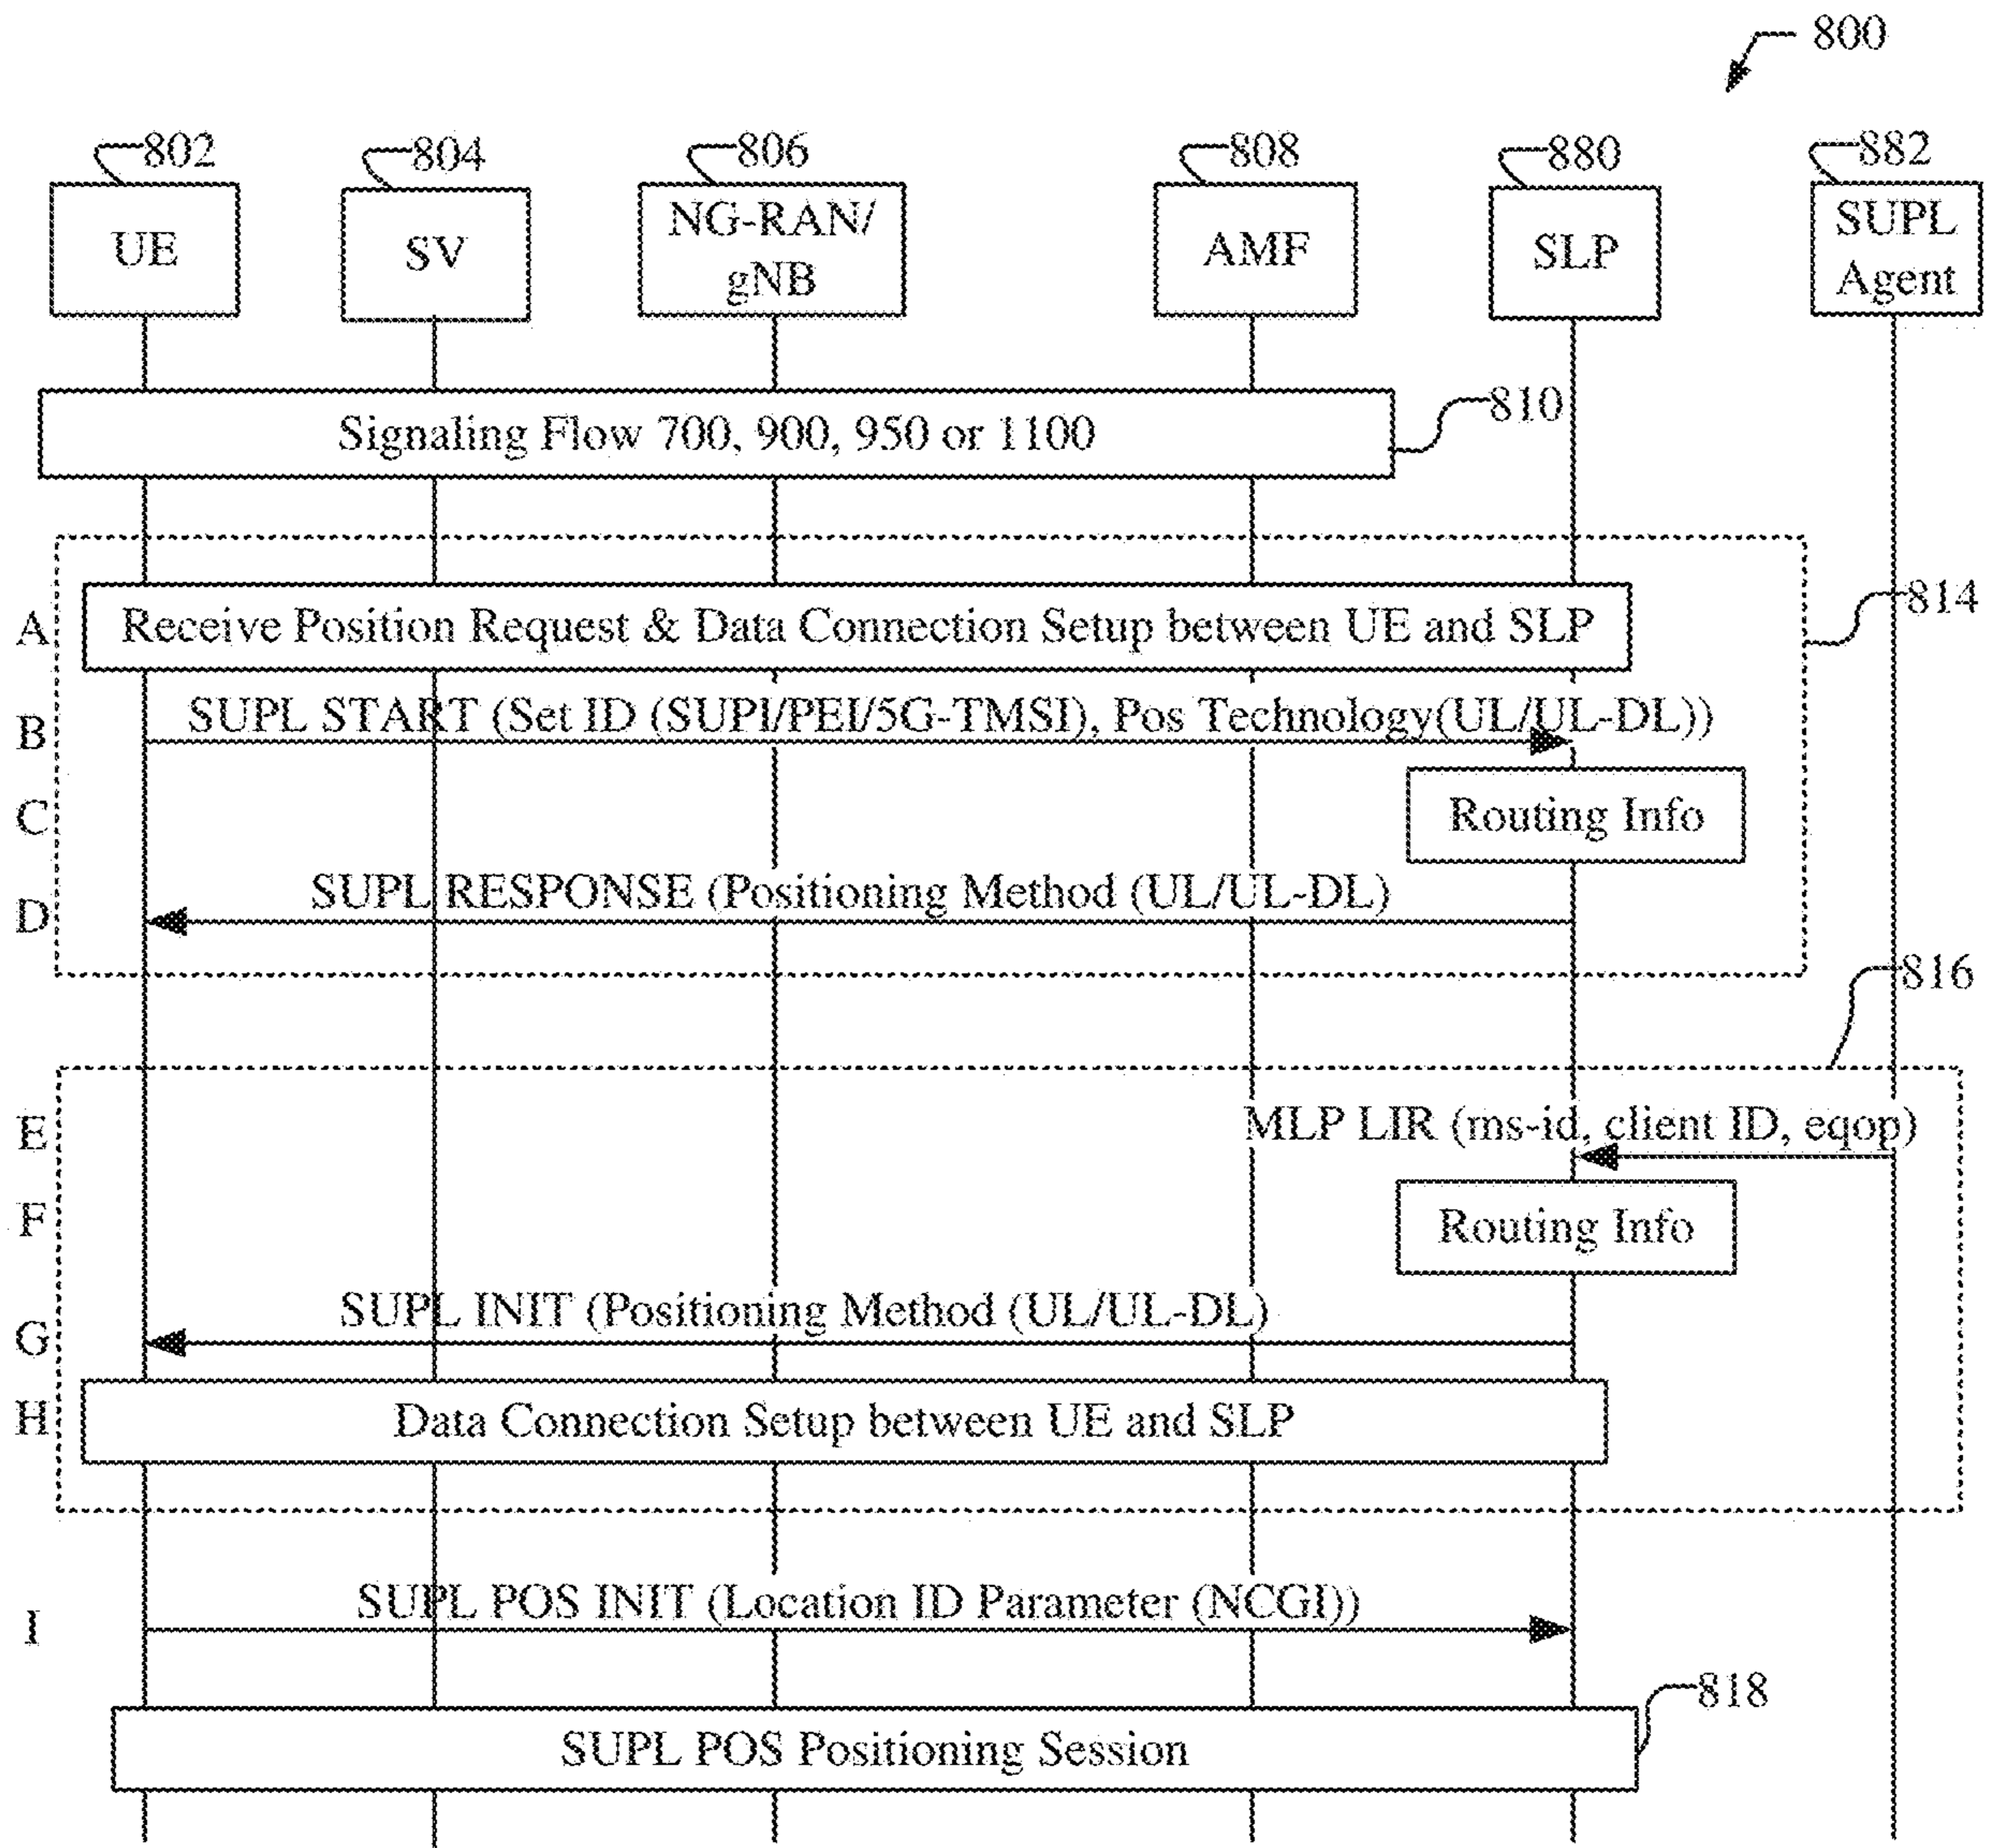 800
802
804
806
808
880
882
UE
SV
NG-RAN/
gNB
AMF
SLP
SUPL
Agent
810
Signaling Flow 700, 900, 950 or 1100
814
A
Receive Position Request & Data Connection Setup between UE and SLP
B
SUPL START (Set ID (SUPI/PEI/5G-TMSI), Pos Technology(UL/UL-DL))
C
Routing Info
D
SUPL RESPONSE (Positioning Method (UL/UL-DL)
816
E
MLP LIR (ms-id, client ID, eqop)
F
Routing Info
G
SUPL INIT (Positioning Method (UL/UL-DL)
H
Data Connection Setup between UE and SLP
I
SUPL POS INIT (Location ID Parameter (NCGI))
818
SUPL POS Positioning Session